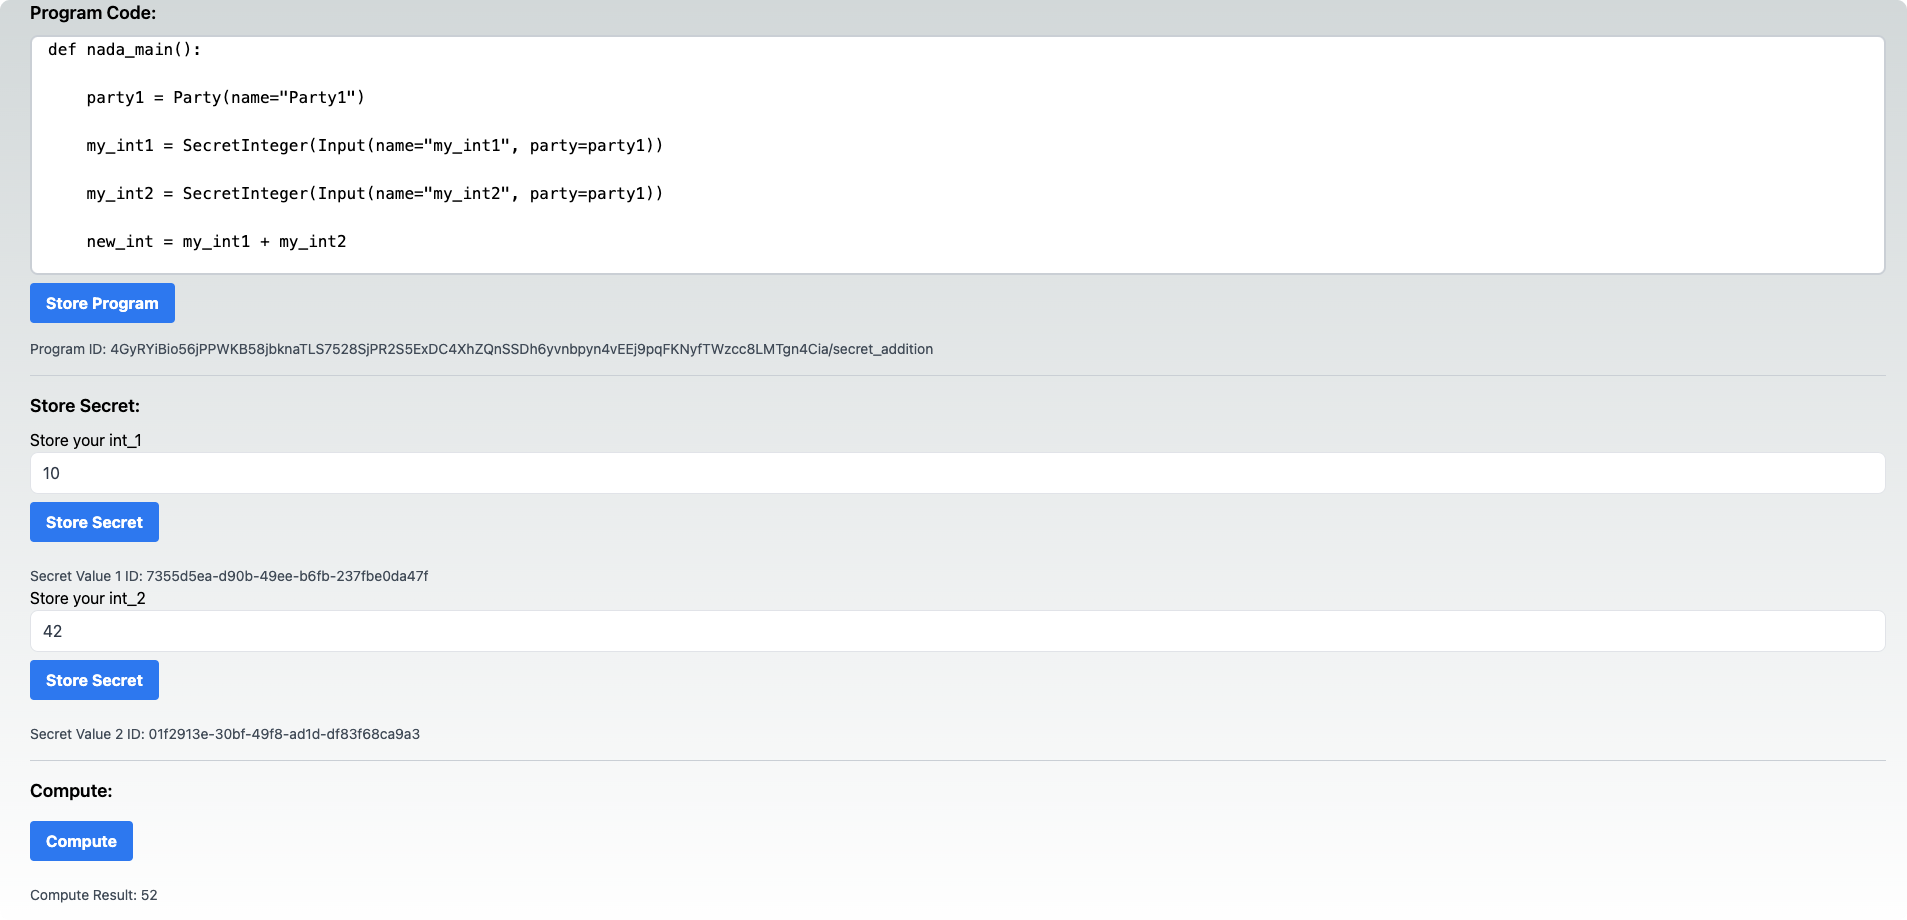 Program Code:
def nada_main():
    party1 = Party(name="Party1")
    my_int1 = SecretInteger(Input(name="my_int1", party=party1))
    my_int2 = SecretInteger(Input(name="my_int2", party=party1))
    new_int = my_int1 + my_int2
Store Program
Program ID: 4GyRYiBio56jPPWKB58jbknaTLS7528SjPR2S5ExDC4XhZQnSSDh6yvnbpyn4vEEj9pqFKNyfTWzcc8LMTgn4Cia/secret_addition
Store Secret:
Store your int_1
10
Store Secret
Secret Value 1 ID: 7355d5ea-d90b-49ee-b6fb-237fbe0da47f
Store your int_2
42
Store Secret
Secret Value 2 ID: 01f2913e-30bf-49f8-ad1d-df83f68ca9a3
Compute:
Compute
Compute Result: 52